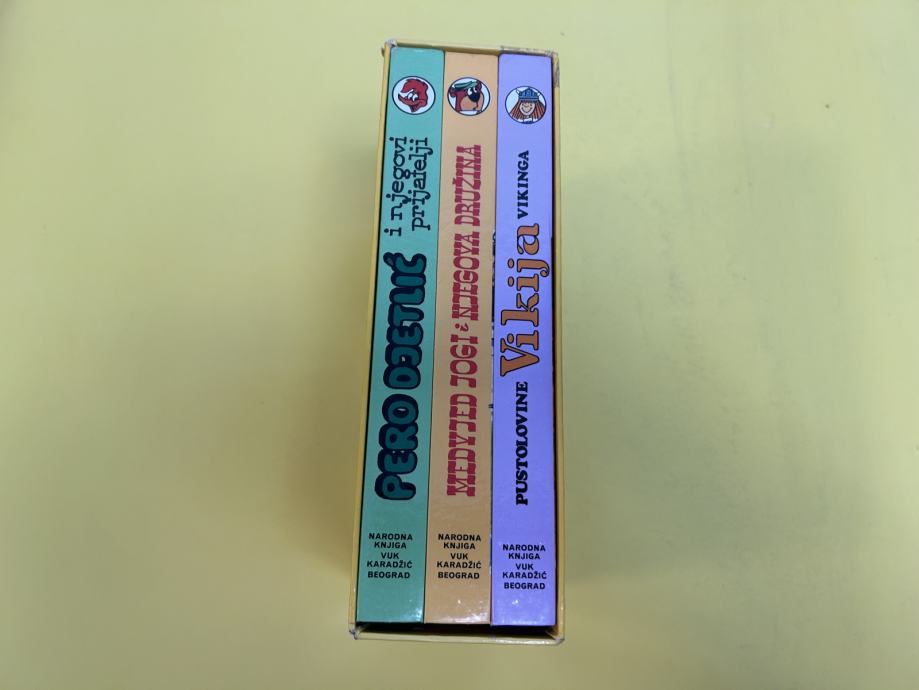 PERO DJETLIĆ
i njegovi
prijatelji
NARODNA
KNJIGA
VUK
KARADŽIĆ
BEOGRAD
MEDVJED JOGI i NJEGOVA DRUŽINA
NARODNA
KNJIGA
VUK
KARADŽIĆ
BEOGRAD
PUSTOLOVINE Vikija VIKINGA
NARODNA
KNJIGA
VUK
KARADŽIĆ
BEOGRAD